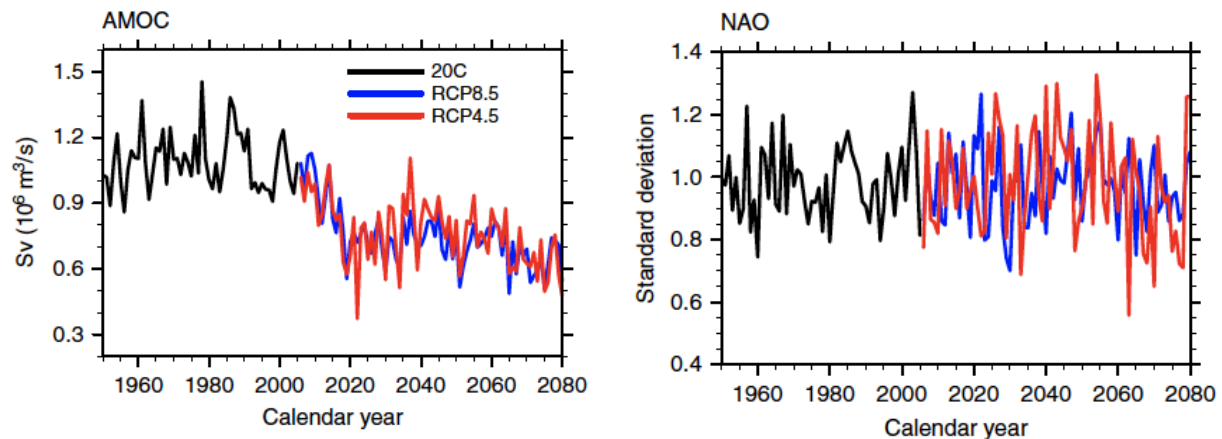 AMOC
Sv (10⁶ m³/s)
1.5
1.2
0.9
0.6
0.3
20C
RCP8.5
RCP4.5
1960 1980 2000 2020 2040 2060 2080
Calendar year
NAO
Standard deviation
1.4
1.2
1.0
0.8
0.6
0.4
1960 1980 2000 2020 2040 2060 2080
Calendar year